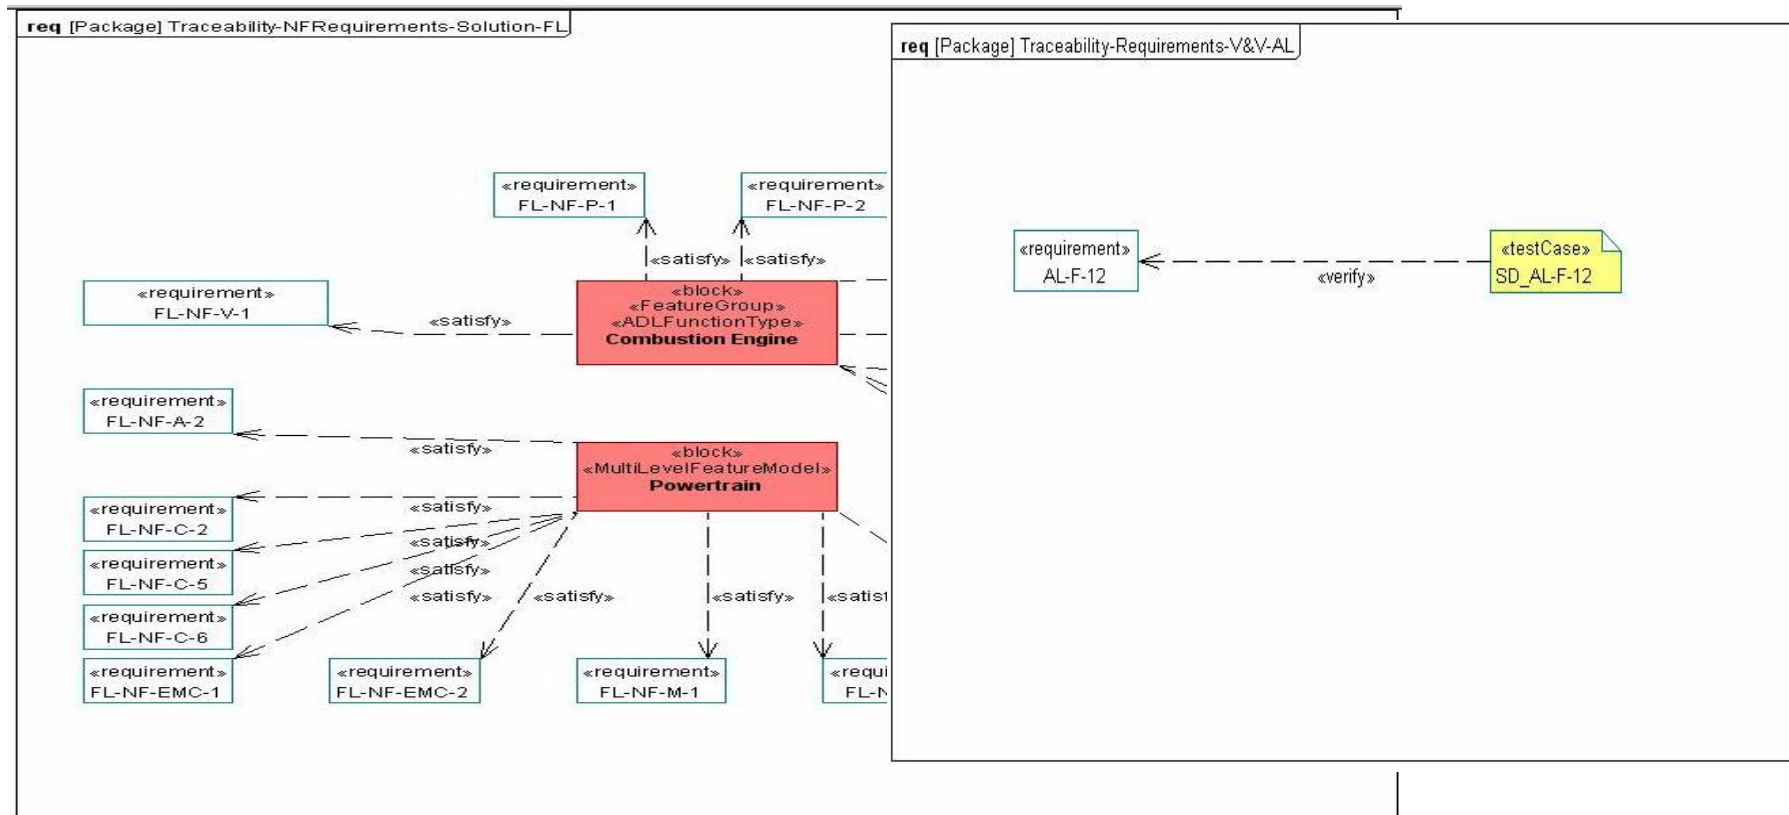 req [Package] Traceability-NFRequirements-Solution-FL
«requirement»
FL-NF-P-1
«requirement»
FL-NF-P-2
«satisfy»
«satisfy»
«requirement»
FL-NF-V-1
«satisfy»
«block»
«FeatureGroup»
«ADLFunctionType»
Combustion Engine
«requirement»
FL-NF-A-2
«satisfy»
«block»
«MultiLevelFeatureModel»
Powertrain
«requirement»
FL-NF-C-2
«satisfy»
«satisfy»
«requirement»
FL-NF-C-5
«satisfy»
«satisfy»
«satisfy»
«satisfy»
«requirement»
FL-NF-C-6
«requirement»
FL-NF-EMC-1
«requirement»
FL-NF-EMC-2
«requirement»
FL-NF-M-1
req [Package] Traceability-Requirements-V&V-AL
«requirement»
AL-F-12
«verify»
«testCase»
SD_AL-F-12